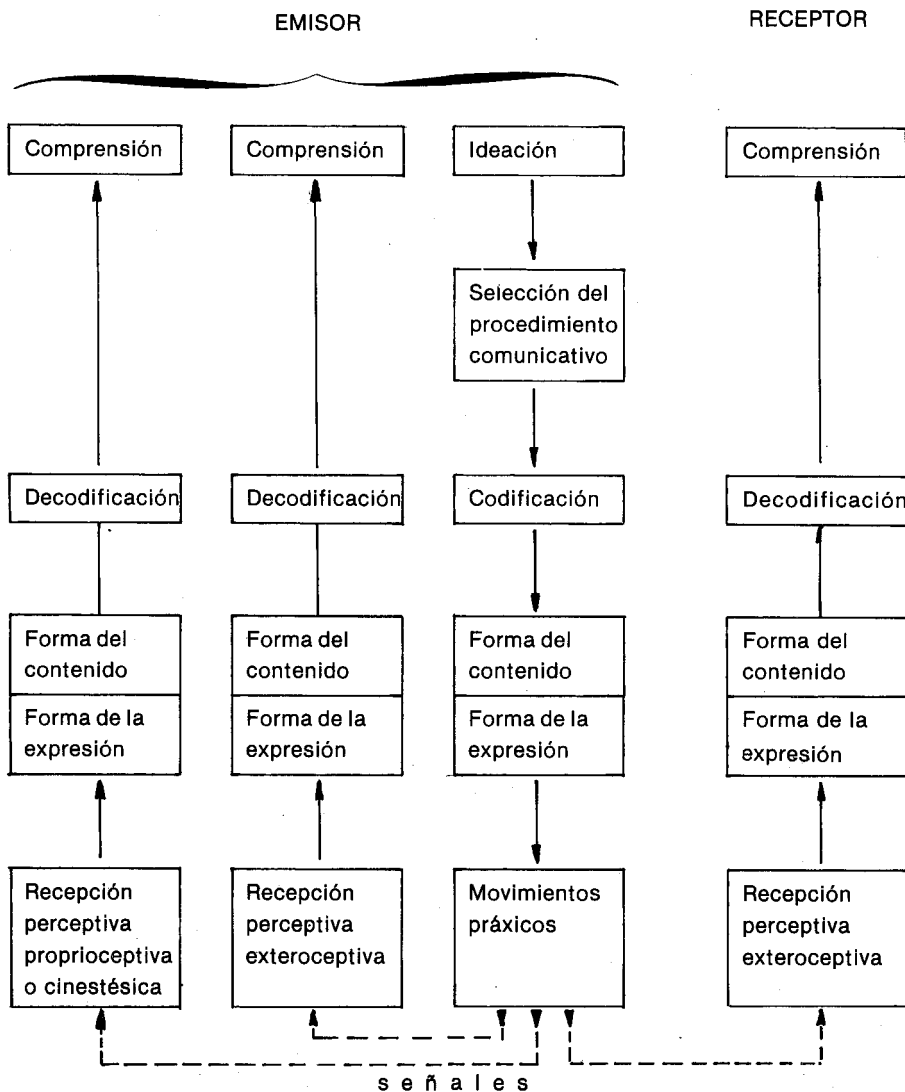 EMISOR
RECEPTOR
Comprensión
Comprensión
Ideación
Comprensión
Selección del
procedimiento
comunicativo
Decodificación
Decodificación
Codificación
Decodificación
Forma del
contenido
Forma de la
expresión
Forma del
contenido
Forma de la
expresión
Forma del
contenido
Forma de la
expresión
Forma del
contenido
Forma de la
expresión
Recepción
perceptiva
proprioceptiva
o cinestésica
Recepción
perceptiva
exteroceptiva
Movimientos
práxicos
Recepción
perceptiva
exteroceptiva
señales